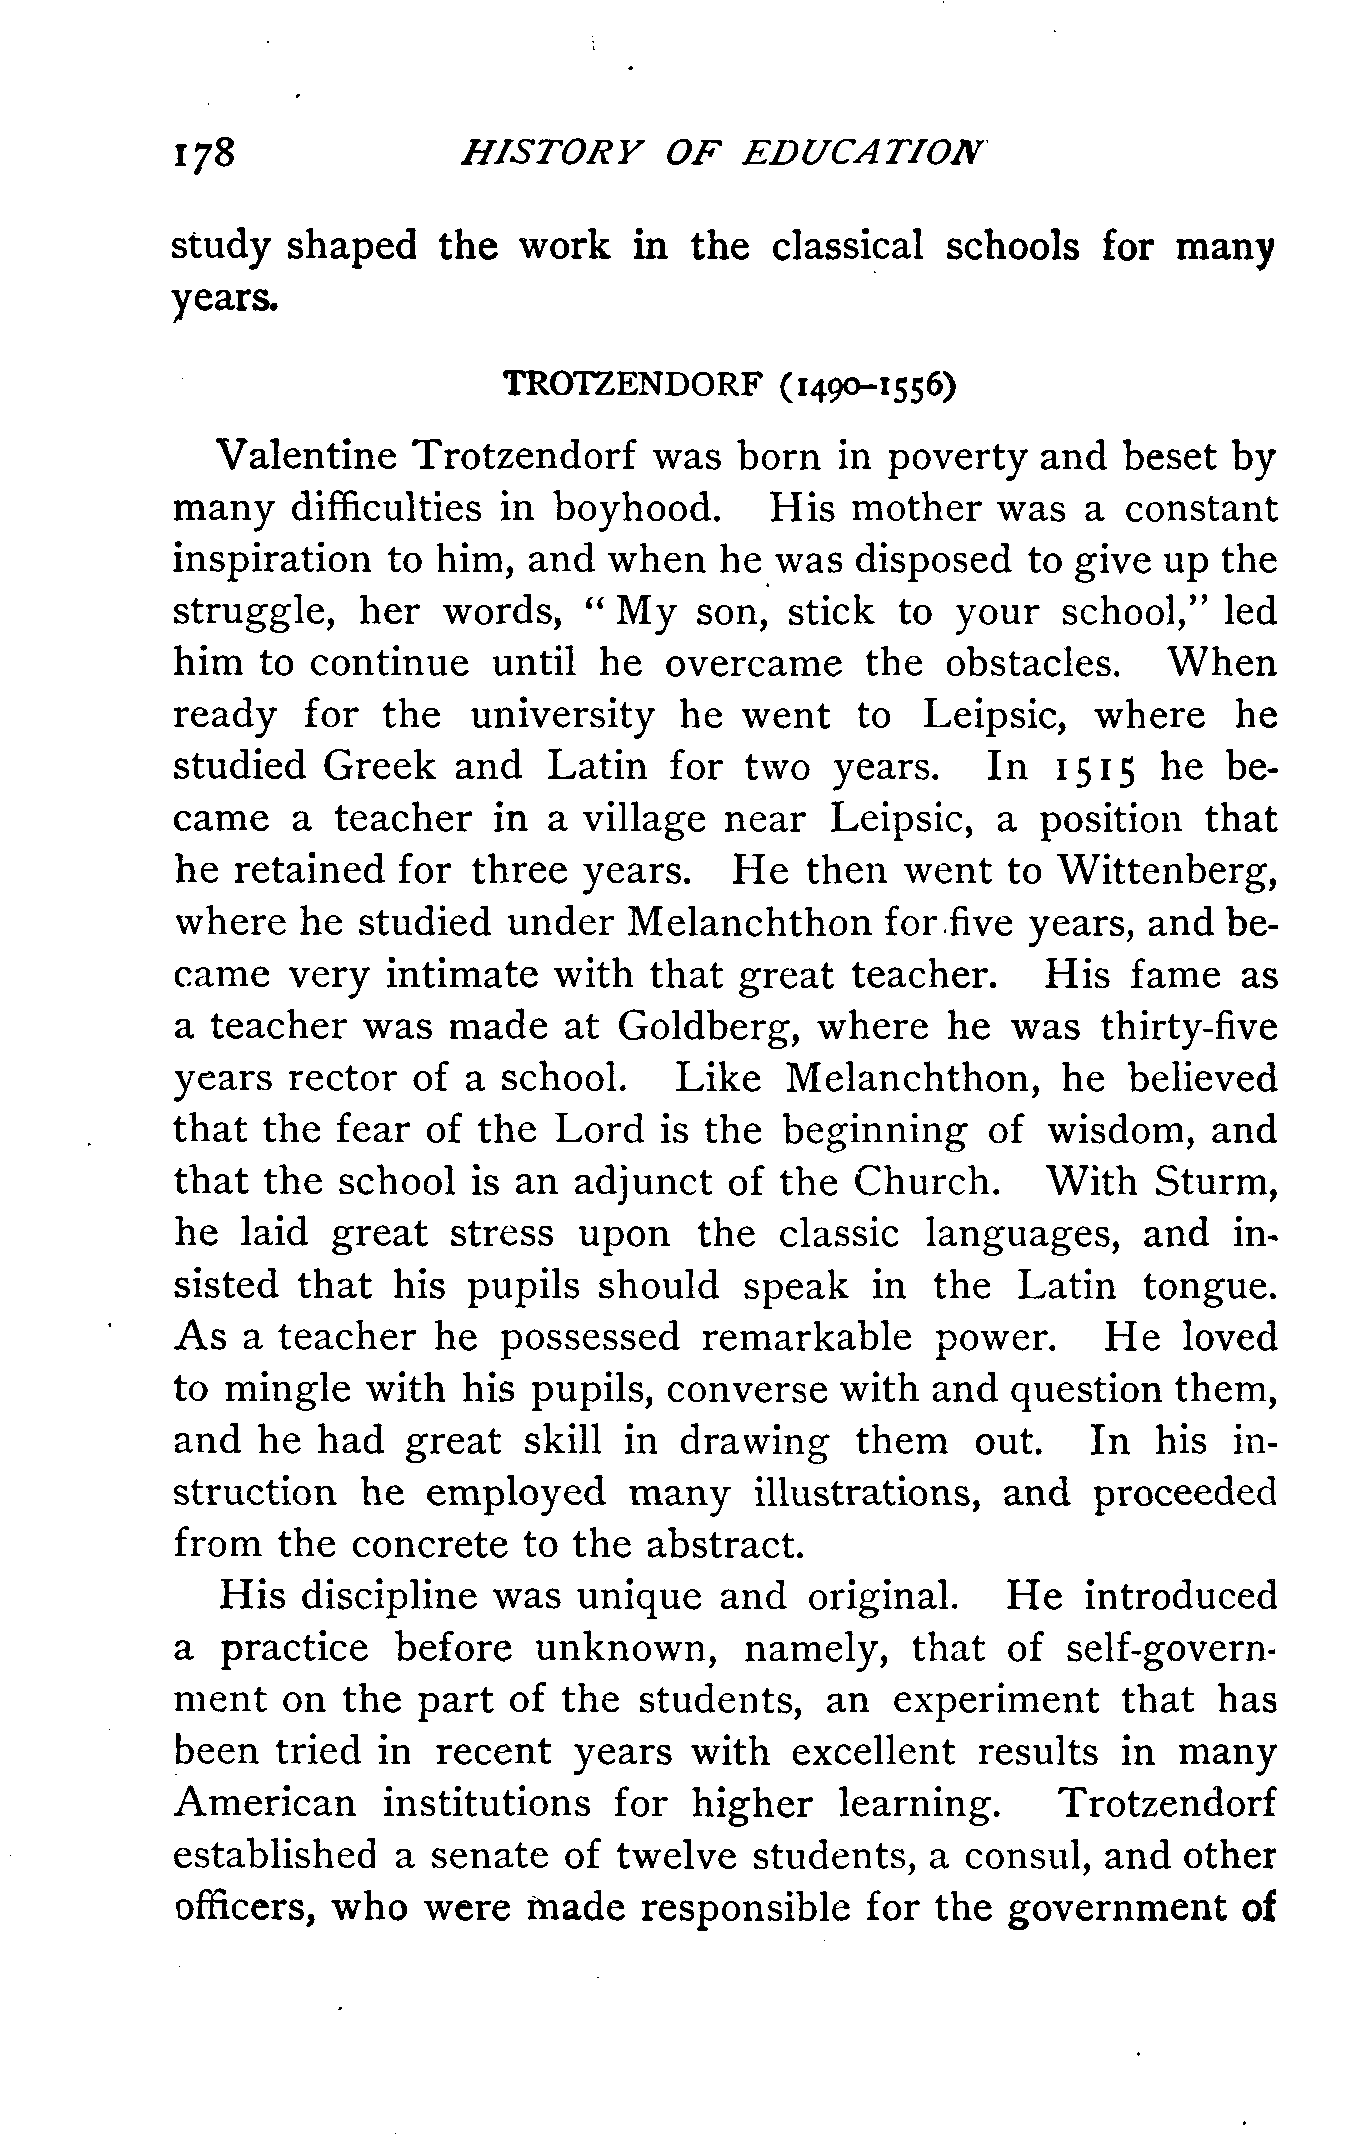 178 HISTORY OF EDUCATION
study shaped the work in the classical schools for many
years.
TROTZENDORF (1490–1556)
Valentine Trotzendorf was born in poverty and beset by
many difficulties in boyhood. His mother was a constant
inspiration to him, and when he was disposed to give up the
struggle, her words, “ My son, stick to your school,” led
him to continue until he overcame the obstacles. When
ready for the university he went to Leipsic, where he
studied Greek and Latin for two years. In 1515 he be-
came a teacher in a village near Leipsic, a position that
he retained for three years. He then went to Wittenberg,
where he studied under Melanchthon for five years, and be-
came very intimate with that great teacher. His fame as
a teacher was made at Goldberg, where he was thirty-five
years rector of a school. Like Melanchthon, he believed
that the fear of the Lord is the beginning of wisdom, and
that the school is an adjunct of the Church. With Sturm,
he laid great stress upon the classic languages, and in-
sisted that his pupils should speak in the Latin tongue.
As a teacher he possessed remarkable power. He loved
to mingle with his pupils, converse with and question them,
and he had great skill in drawing them out. In his in-
struction he employed many illustrations, and proceeded
from the concrete to the abstract.
His discipline was unique and original. He introduced
a practice before unknown, namely, that of self-govern-
ment on the part of the students, an experiment that has
been tried in recent years with excellent results in many
American institutions for higher learning. Trotzendorf
established a senate of twelve students, a consul, and other
officers, who were made responsible for the government of